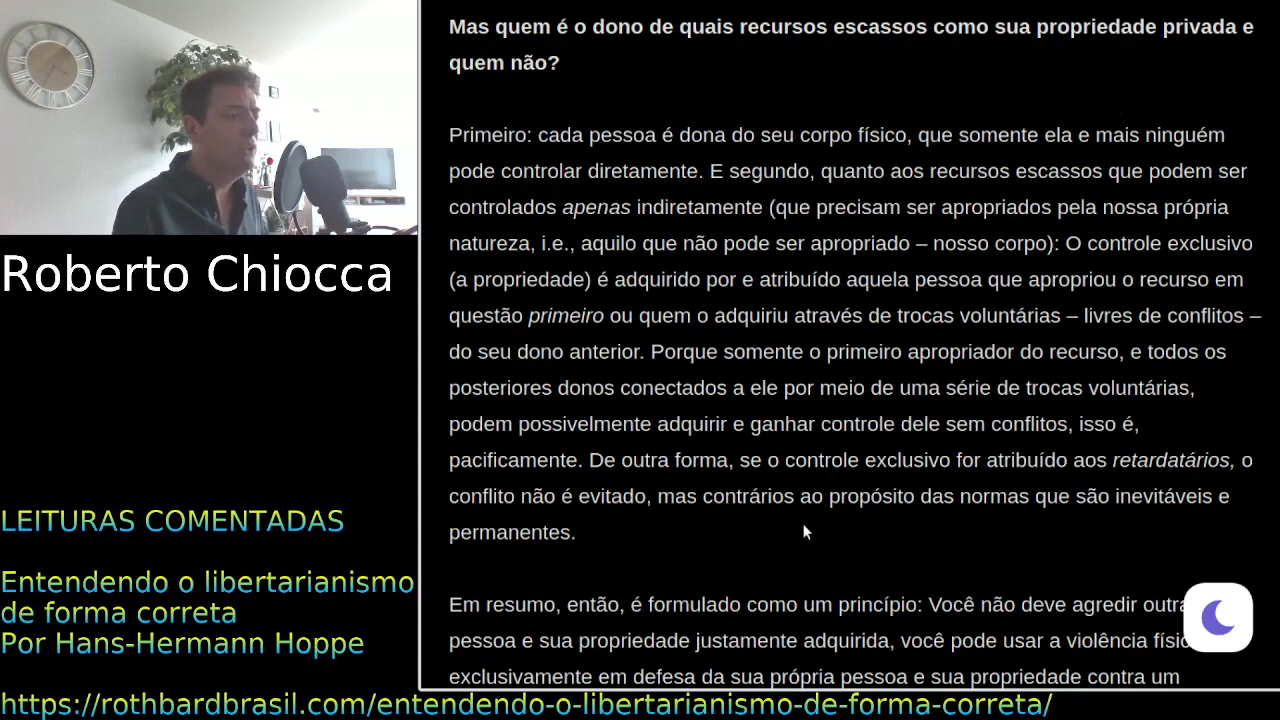 Mas quem é o dono de quais recursos escassos como sua propriedade privada e
quem não?
Primeiro: cada pessoa é dona do seu corpo físico, que somente ela e mais ninguém
pode controlar diretamente. E segundo, quanto aos recursos escassos que podem ser
controlados apenas indiretamente (que precisam ser apropriados pela nossa própria
natureza, i.e., aquilo que não pode ser apropriado – nosso corpo): O controle exclusivo
(a propriedade) é adquirido por e atribuído aquela pessoa que apropriou o recurso em
questão primeiro ou quem o adquiriu através de trocas voluntárias – livres de conflitos –
do seu dono anterior. Porque somente o primeiro apropriador do recurso, e todos os
posteriores donos conectados a ele por meio de uma série de trocas voluntárias,
podem possivelmente adquirir e ganhar controle dele sem conflitos, isso é,
pacificamente. De outra forma, se o controle exclusivo for atribuído aos retardatários, o
conflito não é evitado, mas contrários ao propósito das normas que são inevitáveis e
permanentes.
Em resumo, então, é formulado como um princípio: Você não deve agredir outra
pessoa e sua propriedade justamente adquirida, você pode usar a violência
exclusivamente em defesa da sua própria pessoa e sua propriedade contra um
Roberto Chiocca
LEITURAS COMENTADAS
Entendendo o libertarianismo
de forma correta
Por Hans-Hermann Hoppe
https://rothbardbrasil.com/entendendo-o-libertarianismo-de-forma-correta/